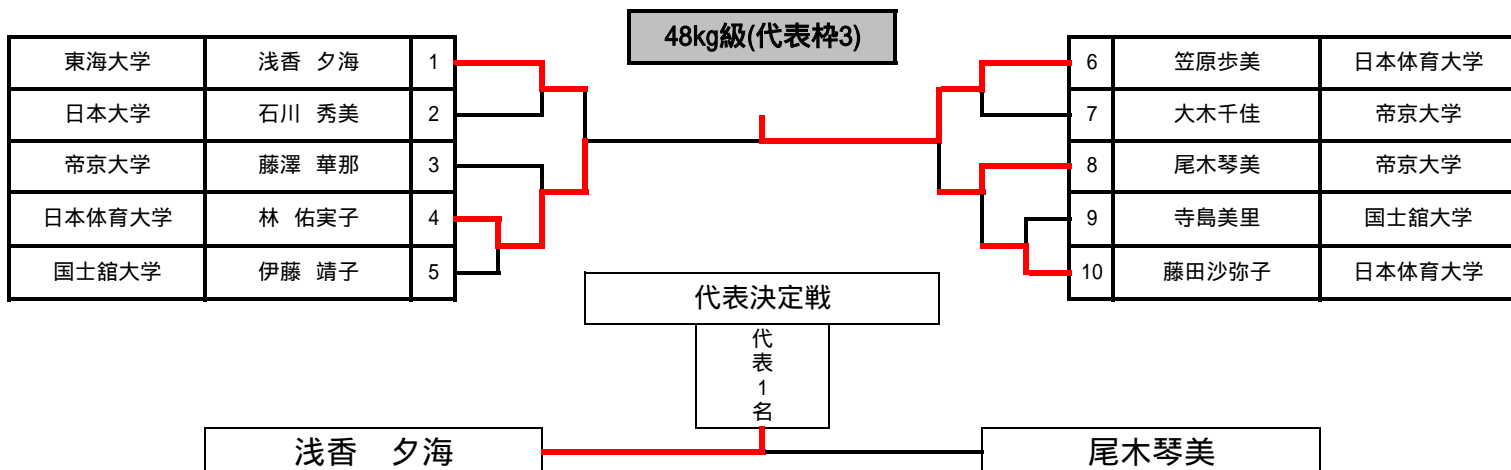 48kg級(代表枠3)
東海大学 浅香 夕海 1
日本大学 石川 秀美 2
帝京大学 藤澤 華那 3
日本体育大学 林 佑実子 4
国士舘大学 伊藤 靖子 5
6 笠原歩美 日本体育大学
7 大木千佳 帝京大学
8 尾木琴美 帝京大学
9 寺島美里 国士舘大学
10 藤田沙弥子 日本体育大学
代表決定戦
代表1名
浅香 夕海
尾木琴美